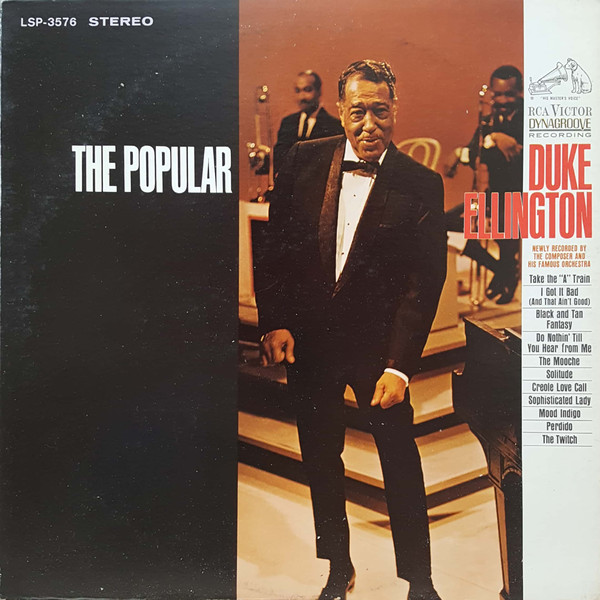 LSP-3576 STEREO
THE POPULAR
"HIS MASTER'S VOICE"
RCA VICTOR
DYNAGROOVE
RECORDING
DUKE
ELLINGTON
NEWLY RECORDED BY
THE COMPOSER AND
HIS FAMOUS ORCHESTRA
Take the "A" Train
I Got It Bad
(And That Ain't Good)
Black and Tan
Fantasy
Do Nothin' Till
You Hear from Me
The Mooche
Solitude
Creole Love Call
Sophisticated Lady
Mood Indigo
Perdido
The Twitch